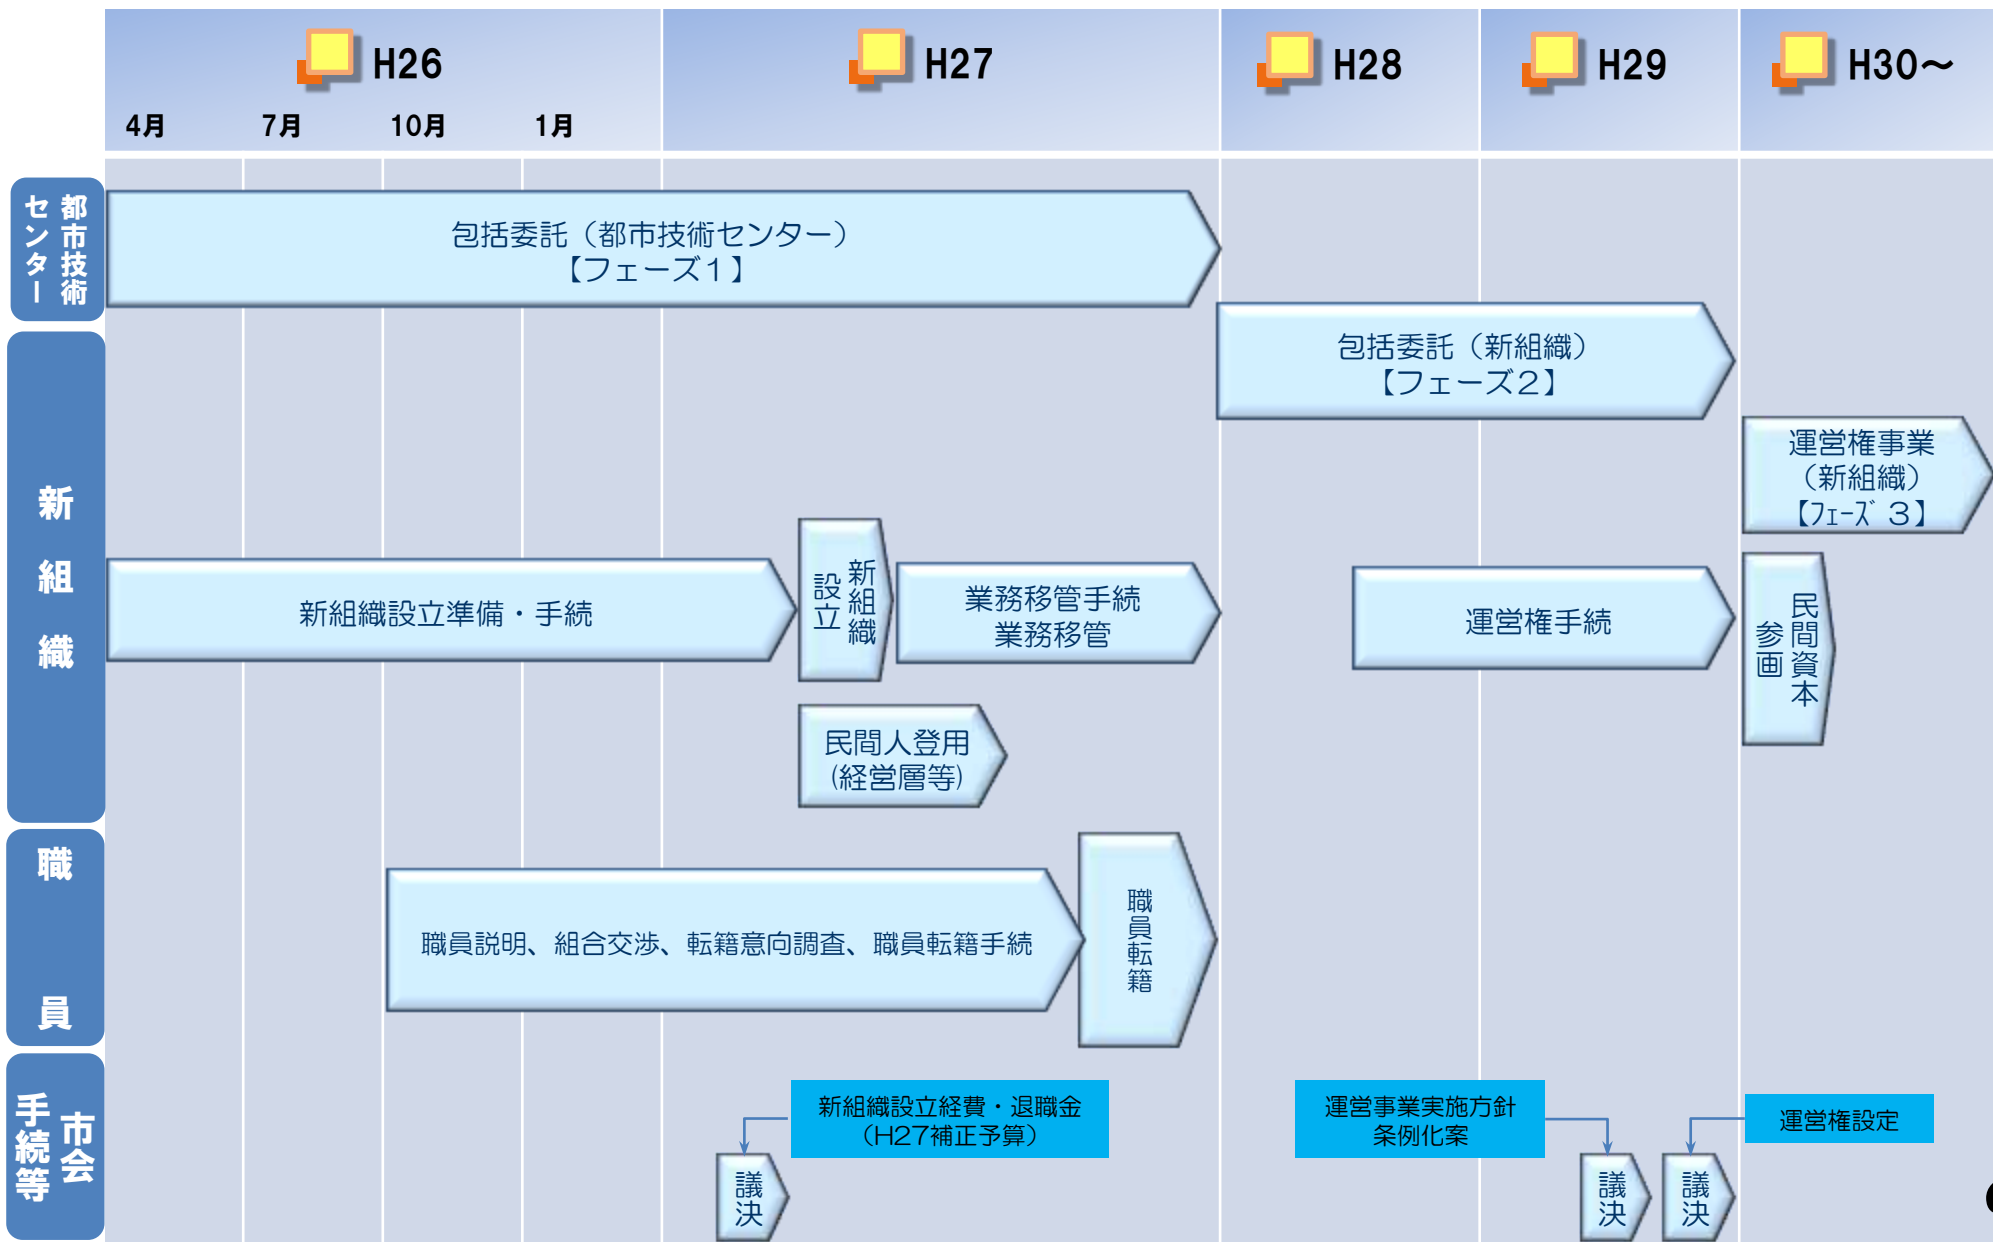 H26
H27
H28
H29
H30～
4月
7月
10月
1月
都市技術
センター
包括委託（都市技術センター）
【フェーズ１】
包括委託（新組織）
【フェーズ２】
運営権事業
（新組織）
【ﾌｪｰｽﾞ３】
新組織
新組織設立準備・手続
新組織
設立
業務移管手続
業務移管
運営権手続
民間資本
参画
民間人登用
(経営層等)
職員
職員説明、組合交渉、転籍意向調査、職員転籍手続
職員転籍
市会
手続等
新組織設立経費・退職金
（H27補正予算）
議決
運営事業実施方針
条例化案
議決
運営権設定
議決